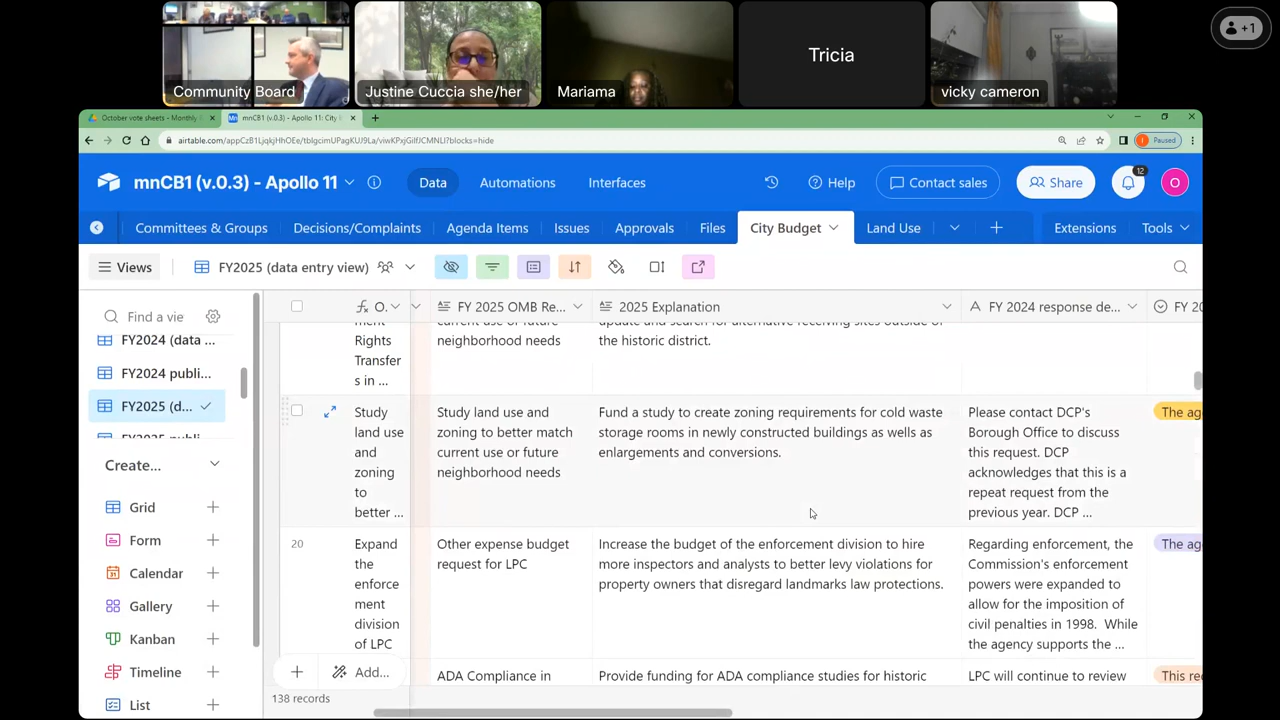 Community Board
Justine Cuccia she/her
Mariama
Tricia
vicky cameron
+1
October vote sheets - Monthly
mnCB1 (v.0.3) - Apollo 11: City
Paused
mnCB1 (v.0.3) - Apollo 11
Data
Automations
Interfaces
Help
Contact sales
Share
12
O
Committees & Groups
Decisions/Complaints
Agenda Items
Issues
Approvals
Files
City Budget
Land Use
Extensions
Tools
Views
FY2025 (data entry view)
Find a vie
FY2024 (data ...
FY2024 publi...
FY2025 (d...
Create...
Grid
Form
Calendar
Gallery
Kanban
Timeline
List
O.
FY 2025 OMB Re...
2025 Explanation
FY 2024 response de...
FY 20
ment
Rights
Transfer
s in ...
current use or future
neighborhood needs
update and search for alternative receiving sites outside of
the historic district.
Study
land use
and
zoning
to
better ...
Study land use and
zoning to better match
current use or future
neighborhood needs
Fund a study to create zoning requirements for cold waste
storage rooms in newly constructed buildings as wells as
enlargements and conversions.
Please contact DCP's
Borough Office to discuss
this request. DCP
acknowledges that this is a
repeat request from the
previous year. DCP ...
The ag
20
Expand
the
enforce
ment
division
of LPC
Other expense budget
request for LPC
Increase the budget of the enforcement division to hire
more inspectors and analysts to better levy violations for
property owners that disregard landmarks law protections.
Regarding enforcement, the
Commission's enforcement
powers were expanded to
allow for the imposition of
civil penalties in 1998. While
the agency supports the ...
The ag
Add...
ADA Compliance in
Provide funding for ADA compliance studies for historic
LPC will continue to review
This rec
138 records